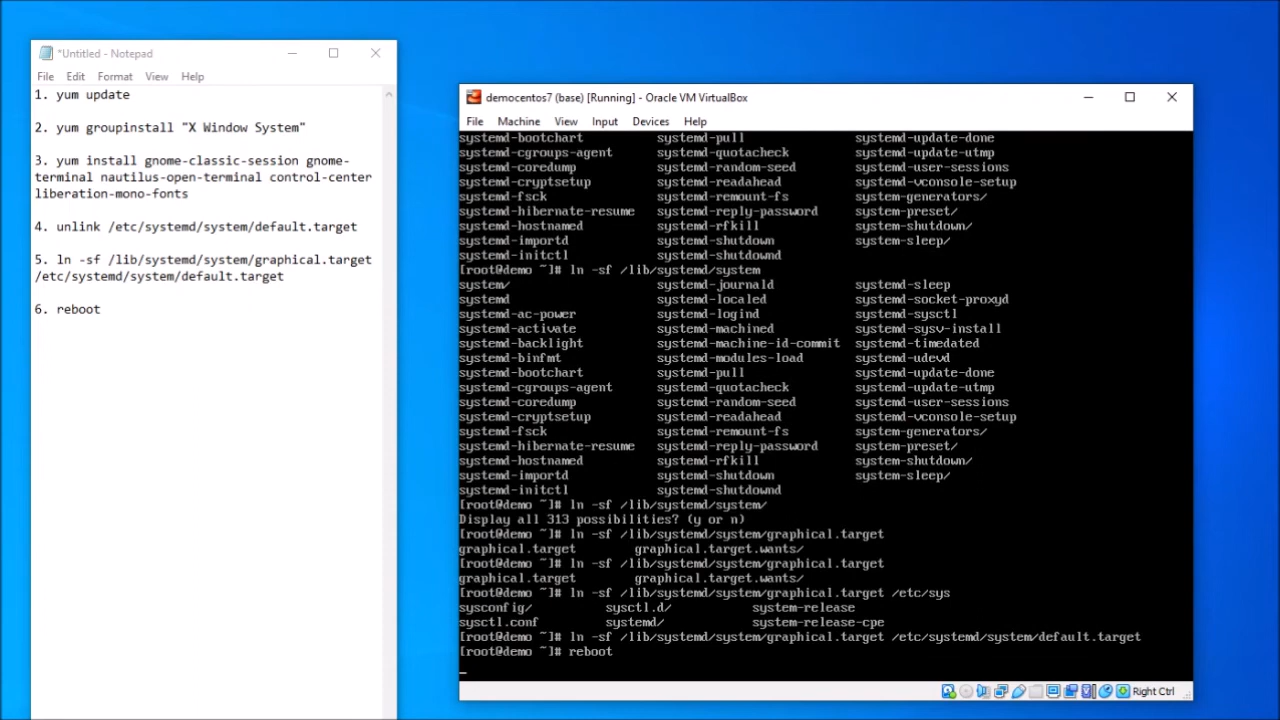 *Untitled - Notepad
File Edit Format View Help
1. yum update
2. yum groupinstall "X Window System"
3. yum install gnome-classic-session gnome-
terminal nautilus-open-terminal control-center
liberation-mono-fonts
4. unlink /etc/systemd/system/default.target
5. ln -sf /lib/systemd/system/graphical.target
/etc/systemd/system/default.target
6. reboot
democentos7 (base) [Running] - Oracle VM VirtualBox
File Machine View Input Devices Help
systemd-bootchart systemd-pull systemd-update-done
systemd-cgroups-agent systemd-quotacheck systemd-update-utmp
systemd-coredump systemd-random-seed systemd-user-sessions
systemd-cryptsetup systemd-readahead systemd-vconsole-setup
systemd-fsck systemd-remount-fs system-generators/
systemd-hibernate-resume systemd-reply-password system-preset/
systemd-hostnamed systemd-rfkill system-shutdown/
systemd-importd systemd-shutdown system-sleep/
systemd-initctl systemd-shutdownd
[root@demo ~]# ln -sf /lib/systemd/system
system/ systemd-journald systemd-sleep
systemd systemd-localed systemd-socket-proxyd
systemd-ac-power systemd-logind systemd-sysctl
systemd-activate systemd-machined systemd-sysv-install
systemd-backlight systemd-machine-id-commit systemd-timedated
systemd-binfmt systemd-modules-load systemd-udevd
systemd-bootchart systemd-pull systemd-update-done
systemd-cgroups-agent systemd-quotacheck systemd-update-utmp
systemd-coredump systemd-random-seed systemd-user-sessions
systemd-cryptsetup systemd-readahead systemd-vconsole-setup
systemd-fsck systemd-remount-fs system-generators/
systemd-hibernate-resume systemd-reply-password system-preset/
systemd-hostnamed systemd-rfkill system-shutdown/
systemd-importd systemd-shutdown system-sleep/
systemd-initctl systemd-shutdownd
[root@demo ~]# ln -sf /lib/systemd/system/
Display all 313 possibilities? (y or n)
[root@demo ~]# ln -sf /lib/systemd/system/graphical.target
graphical.target graphical.target.wants/
[root@demo ~]# ln -sf /lib/systemd/system/graphical.target
graphical.target graphical.target.wants/
[root@demo ~]# ln -sf /lib/systemd/system/graphical.target /etc/sys
sysconfig/ sysctl.d/ system-release
sysctl.conf systemd/ system-release-cpe
[root@demo ~]# ln -sf /lib/systemd/system/graphical.target /etc/systemd/system/default.target
[root@demo ~]# reboot
Right Ctrl